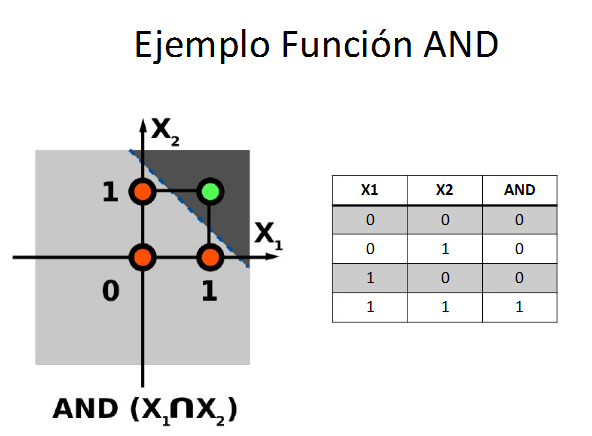 Ejemplo Función AND
X₂
1
X₁
0 1
AND (X₁∩X₂)
X1 X2 AND
0 0 0
0 1 0
1 0 0
1 1 1